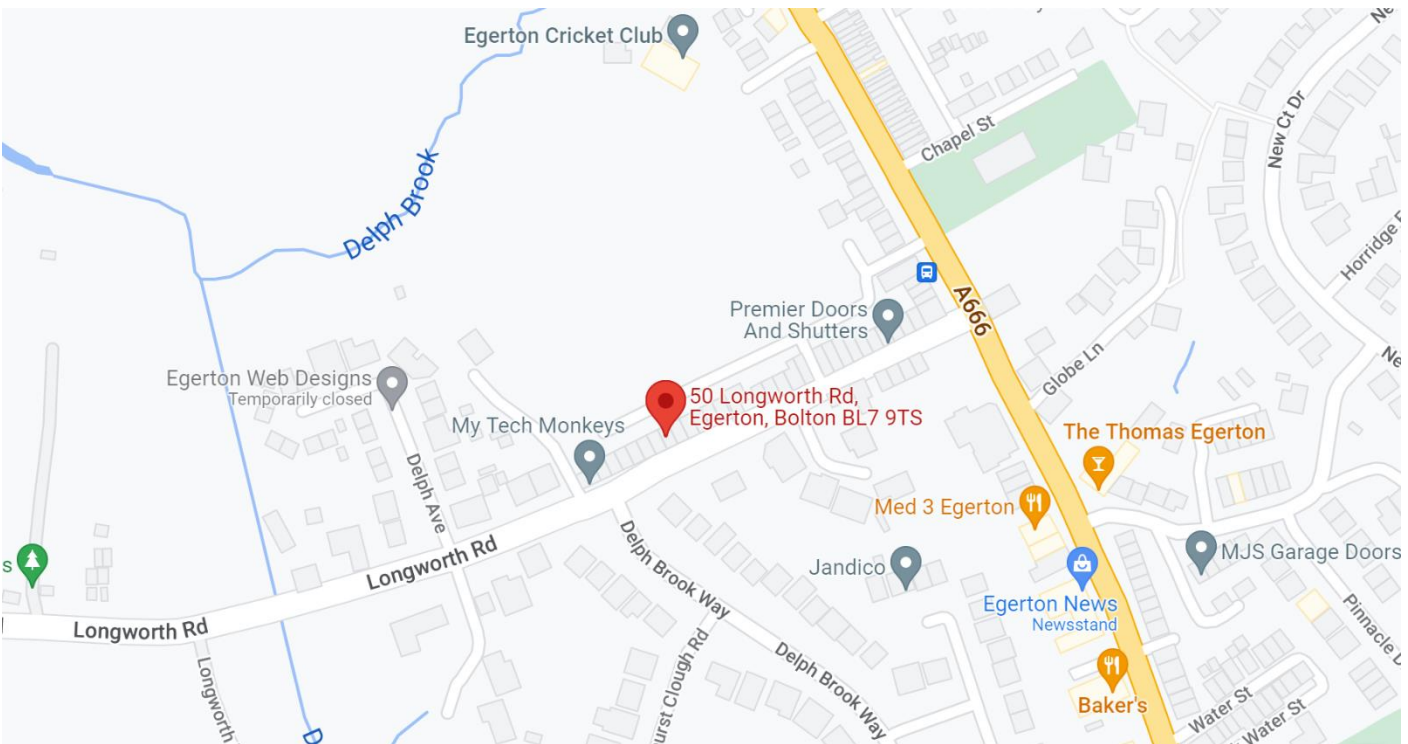 Egerton Cricket Club
Delph Brook
Chapel St
New Ct Dr
Horridge
A666
Premier Doors
And Shutters
Globe Ln
Egerton Web Designs
Temporarily closed
50 Longworth Rd,
Egerton, Bolton BL7 9TS
My Tech Monkeys
The Thomas Egerton
Delph Ave
Med 3 Egerton
Longworth Rd
Delph Brook Way
Jandico
MJS Garage Doors
Egerton News
Newsstand
Longworth Rd
Pinnacle D
Longworth
urst Clough Rd
Delph Brook Way
Baker's
Water St
Water St